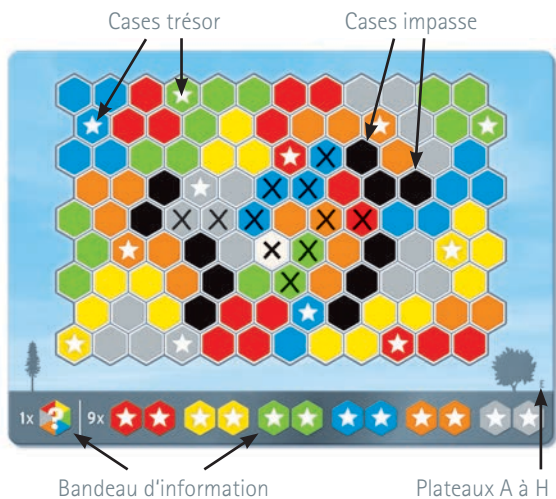 Cases trésor
Cases impasse
1x ? 9x
Bandeau d'information
Plateaux A à H